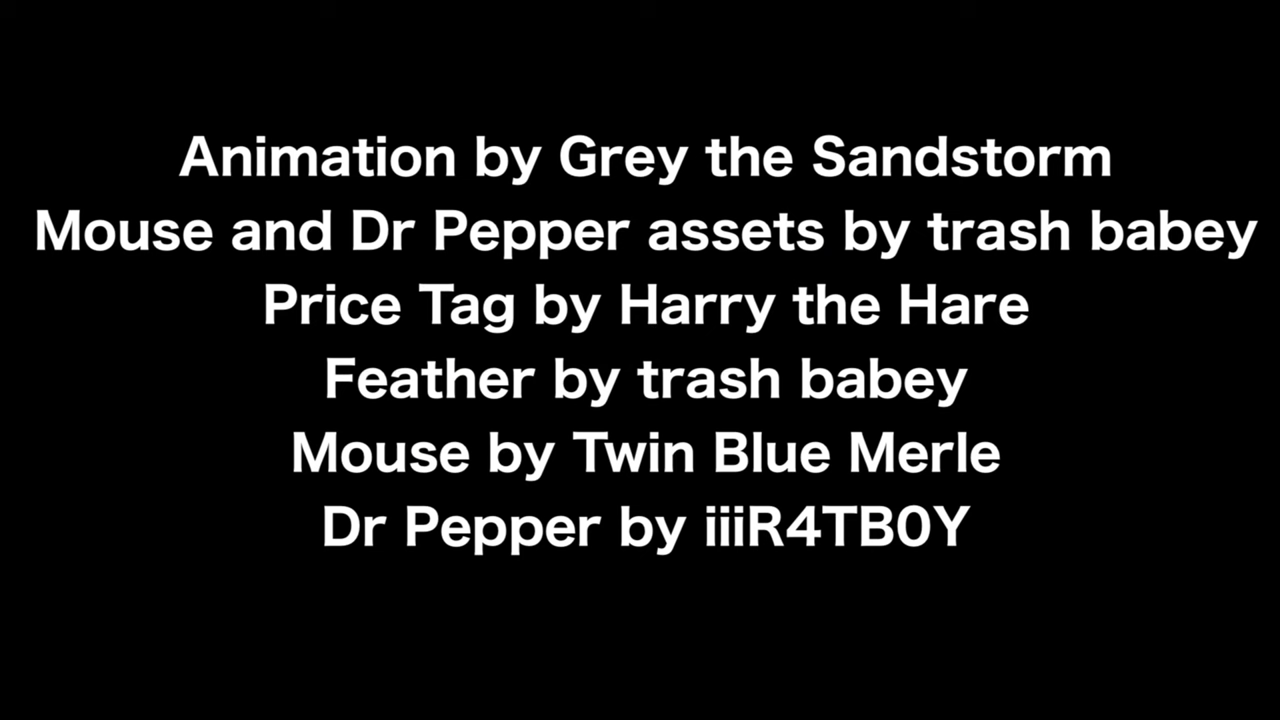 Animation by Grey the Sandstorm
Mouse and Dr Pepper assets by trash babey
Price Tag by Harry the Hare
Feather by trash babey
Mouse by Twin Blue Merle
Dr Pepper by iiiR4TB0Y